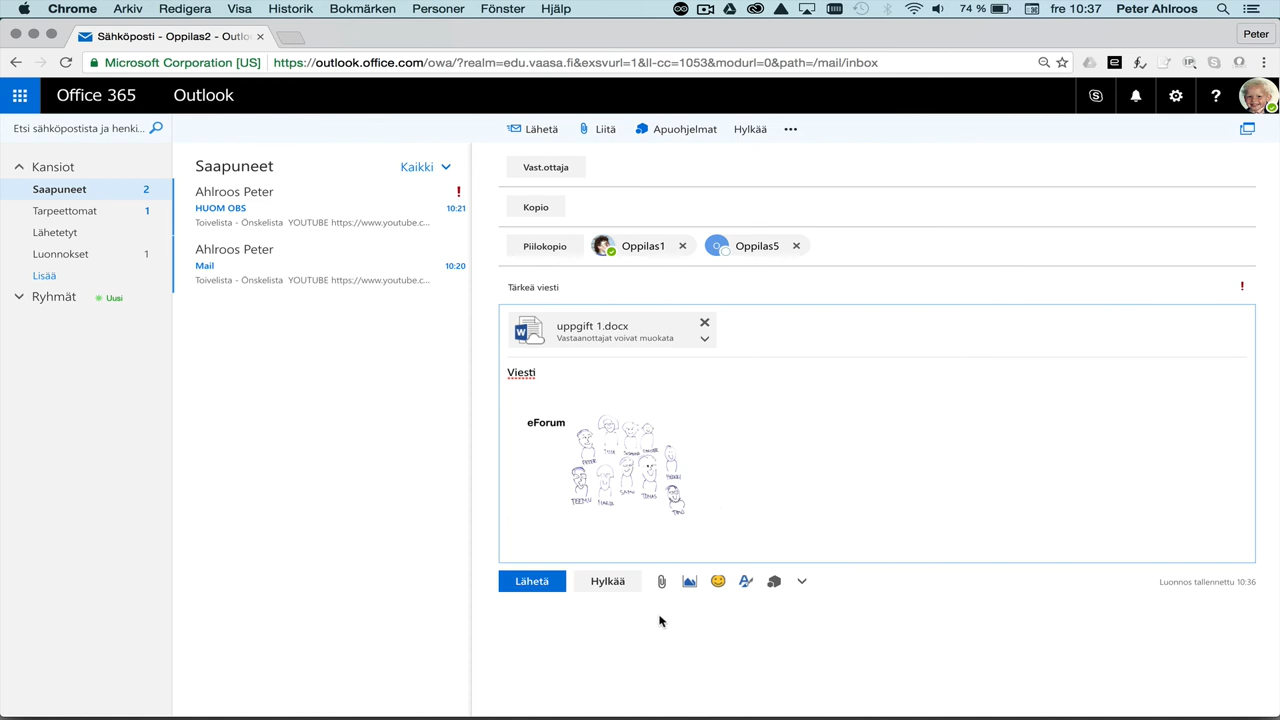 Chrome Arkiv Redigera Visa Historik Bokmärken Personer Fönster Hjälp 74 % fre 10:37 Peter Ahlroos
Sähköposti - Oppilas2 - Outlo Peter
Microsoft Corporation [US] https://outlook.office.com/owa/?realm=edu.vaasa.fi&exsvurl=1&ll-cc=1053&modurl=0&path=/mail/inbox
Office 365 Outlook
Etsi sähköpostista ja henki...
Lähetä Liitä Apuohjelmat Hylkää •••
Kansiot
Saapuneet 2
Tarpeettomat 1
Lähetetyt
Luonnokset 1
Lisää
Ryhmät Uusi
Saapuneet Kaikki
Ahlroos Peter !
HUOM OBS 10:21
Toivelista - Önskelista YOUTUBE https://www.youtube.c...
Ahlroos Peter
Mail 10:20
Toivelista - Önskelista YOUTUBE https://www.youtube.c...
Vast.ottaja
Kopio
Piilokopio Oppilas1 O Oppilas5
Tärkeä viesti !
uppgift 1.docx
Vastaanottajat voivat muokata
Viesti
eForum
PETER
TEEMU
SAMU
TOMAS
Lähetä Hylkää Luonnos tallennettu 10:36